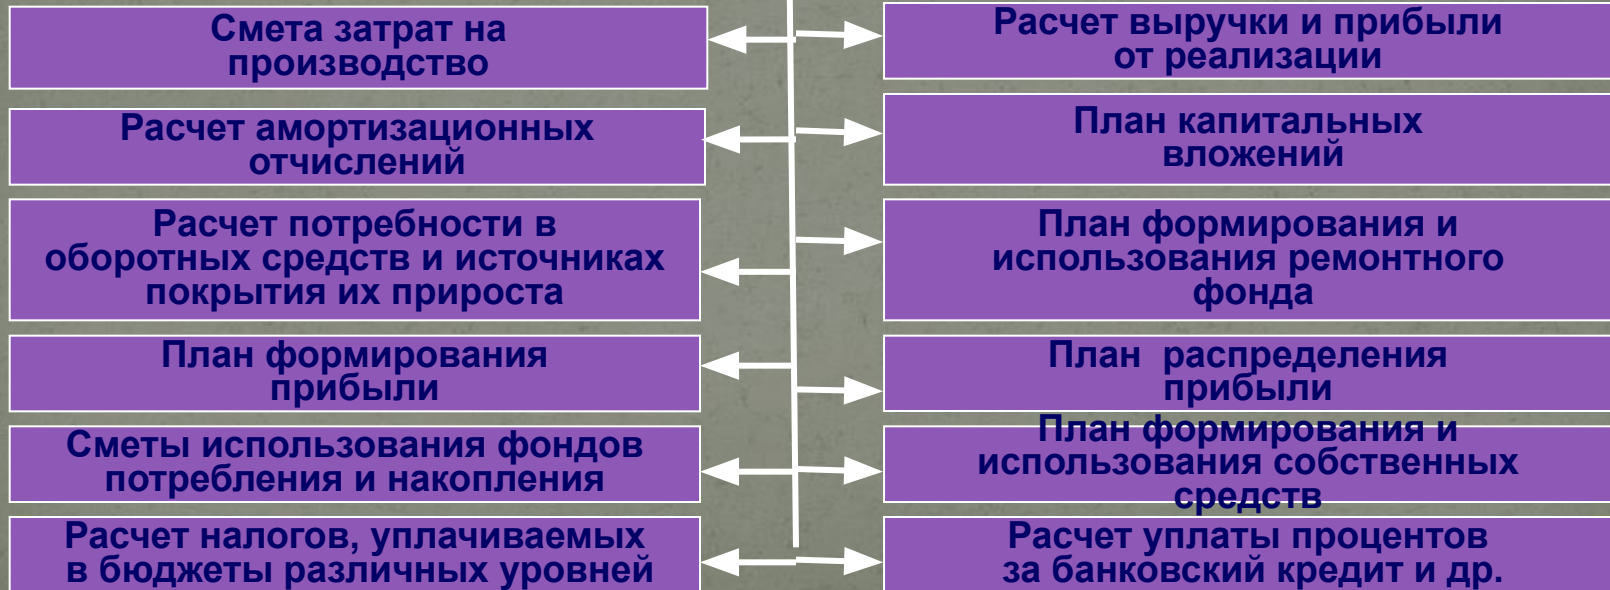 Смета затрат на
производство
Расчет выручки и прибыли
от реализации
Расчет амортизационных
отчислений
План капитальных
вложений
Расчет потребности в
оборотных средств и источниках
покрытия их прироста
План формирования и
использования ремонтного
фонда
План формирования
прибыли
План распределения
прибыли
Сметы использования фондов
потребления и накопления
План формирования и
использования собственных
средств
Расчет налогов, уплачиваемых
в бюджеты различных уровней
Расчет уплаты процентов
за банковский кредит и др.